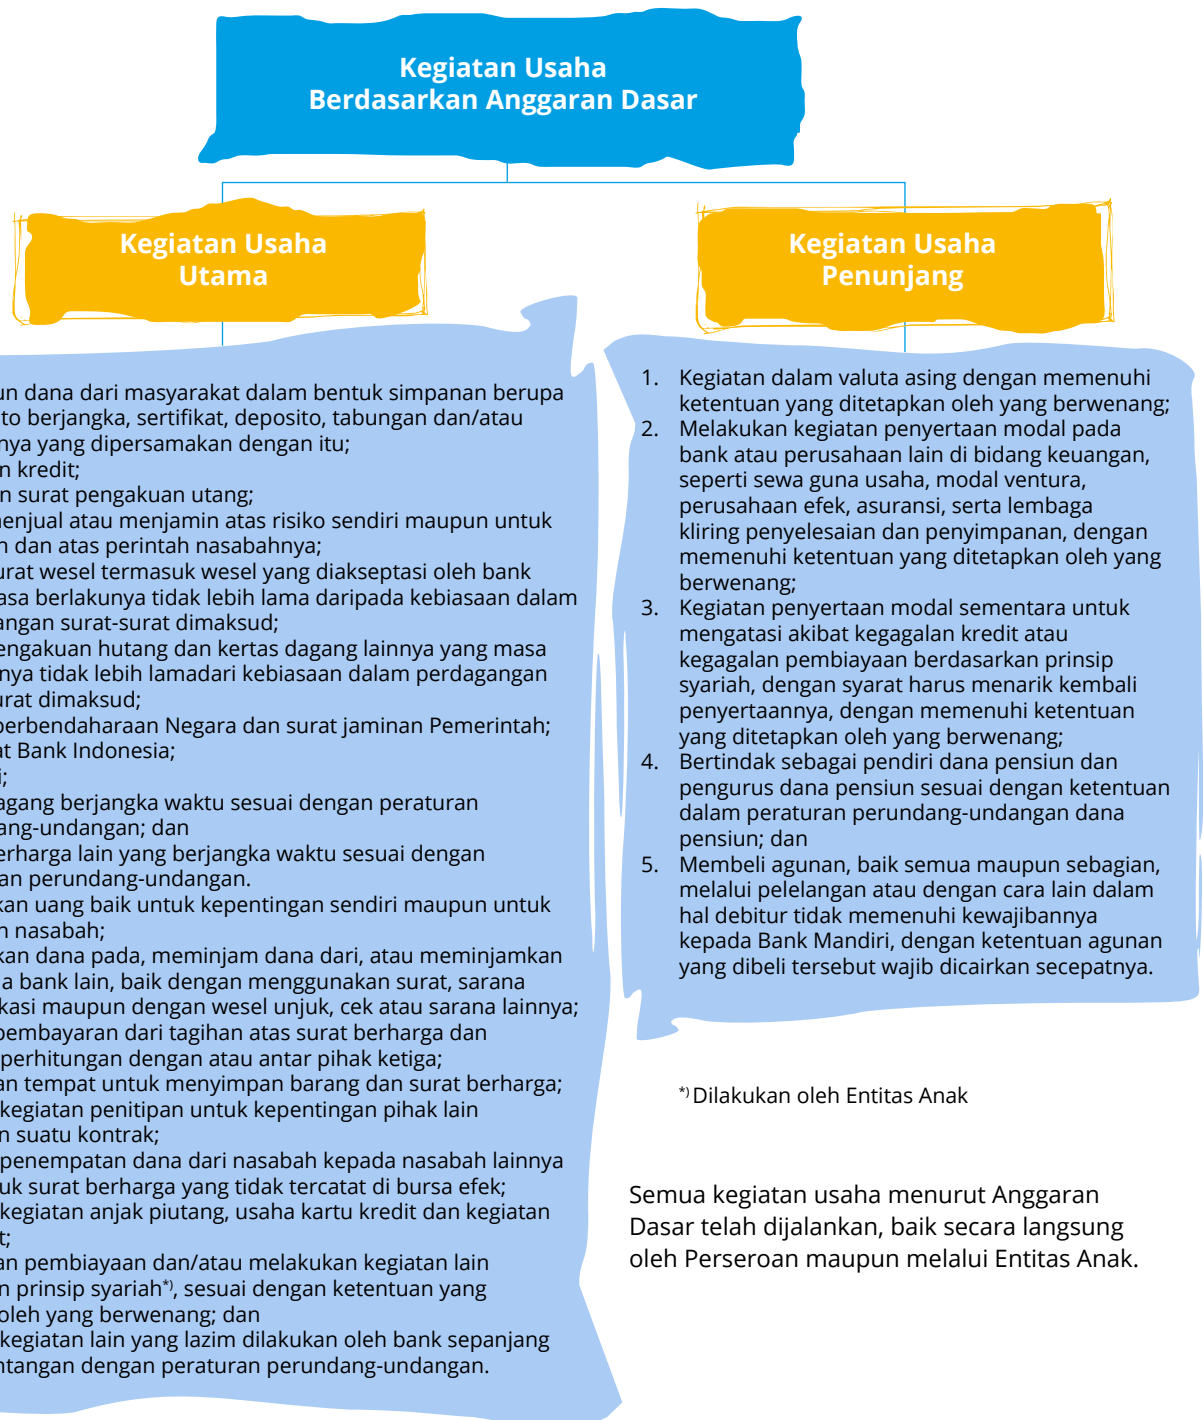 Kegiatan Usaha
Berdasarkan Anggaran Dasar
Kegiatan Usaha
Utama
un dana dari masyarakat dalam bentuk simpanan berupa
to berjangka, sertifikat, deposito, tabungan dan/atau
nya yang dipersamakan dengan itu;
n kredit;
n surat pengakuan utang;
menjual atau menjamin atas risiko sendiri maupun untuk
n dan atas perintah nasabahnya;
urat wesel termasuk wesel yang diakseptasi oleh bank
asa berlakunya tidak lebih lama daripada kebiasaan dalam
angan surat-surat dimaksud;
engakuan hutang dan kertas dagang lainnya yang masa
nya tidak lebih lamadari kebiasaan dalam perdagangan
urat dimaksud;
perbendaharaan Negara dan surat jaminan Pemerintah;
at Bank Indonesia;
i;
agang berjangka waktu sesuai dengan peraturan
ang-undangan; dan
erharga lain yang berjangka waktu sesuai dengan
an perundang-undangan.
kan uang baik untuk kepentingan sendiri maupun untuk
n nasabah;
kan dana pada, meminjam dana dari, atau meminjamkan
a bank lain, baik dengan menggunakan surat, sarana
kasi maupun dengan wesel unjuk, cek atau sarana lainnya;
pembayaran dari tagihan atas surat berharga dan
perhitungan dengan atau antar pihak ketiga;
an tempat untuk menyimpan barang dan surat berharga;
kegiatan penitipan untuk kepentingan pihak lain
n suatu kontrak;
penempatan dana dari nasabah kepada nasabah lainnya
uk surat berharga yang tidak tercatat di bursa efek;
kegiatan anjak piutang, usaha kartu kredit dan kegiatan
t;
an pembiayaan dan/atau melakukan kegiatan lain
n prinsip syariah*), sesuai dengan ketentuan yang
oleh yang berwenang; dan
kegiatan lain yang lazim dilakukan oleh bank sepanjang
ntangan dengan peraturan perundang-undangan.
Kegiatan Usaha
Penunjang
1. Kegiatan dalam valuta asing dengan memenuhi
ketentuan yang ditetapkan oleh yang berwenang;
2. Melakukan kegiatan penyertaan modal pada
bank atau perusahaan lain di bidang keuangan,
seperti sewa guna usaha, modal ventura,
perusahaan efek, asuransi, serta lembaga
kliring penyelesaian dan penyimpanan, dengan
memenuhi ketentuan yang ditetapkan oleh yang
berwenang;
3. Kegiatan penyertaan modal sementara untuk
mengatasi akibat kegagalan kredit atau
kegagalan pembiayaan berdasarkan prinsip
syariah, dengan syarat harus menarik kembali
penyertaannya, dengan memenuhi ketentuan
yang ditetapkan oleh yang berwenang;
4. Bertindak sebagai pendiri dana pensiun dan
pengurus dana pensiun sesuai dengan ketentuan
dalam peraturan perundang-undangan dana
pensiun; dan
5. Membeli agunan, baik semua maupun sebagian,
melalui pelelangan atau dengan cara lain dalam
hal debitur tidak memenuhi kewajibannya
kepada Bank Mandiri, dengan ketentuan agunan
yang dibeli tersebut wajib dicairkan secepatnya.
*) Dilakukan oleh Entitas Anak
Semua kegiatan usaha menurut Anggaran
Dasar telah dijalankan, baik secara langsung
oleh Perseroan maupun melalui Entitas Anak.